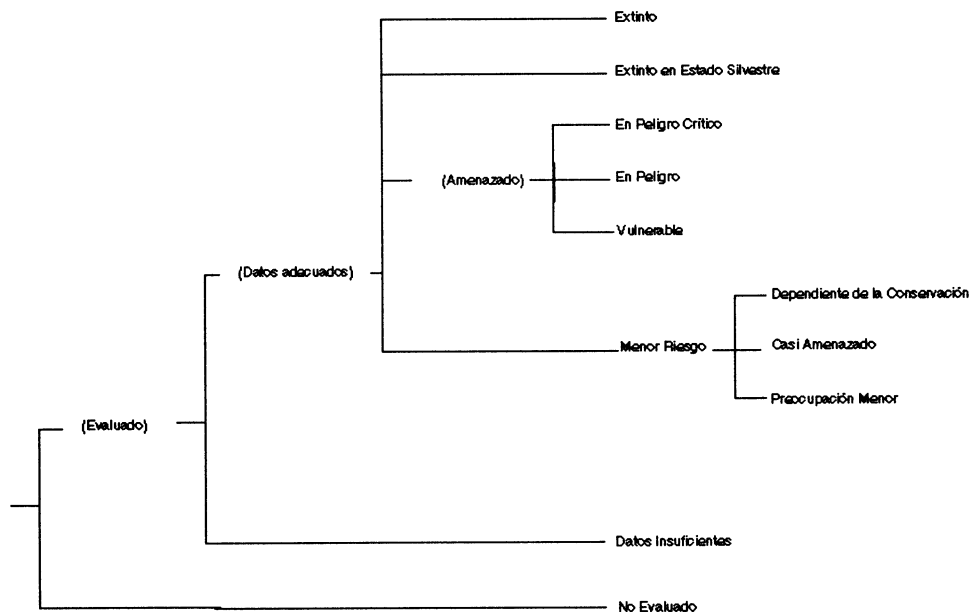 Extinto
Extinto en Estado Silvestre
En Peligro Crítico
(Amenazado)
En Peligro
Vulnerable
(Datos adecuados)
Dependiente de la Conservación
Menor Riesgo
Casi Amenazado
Preocupación Menor
(Evaluado)
Datos Insuficientes
No Evaluado